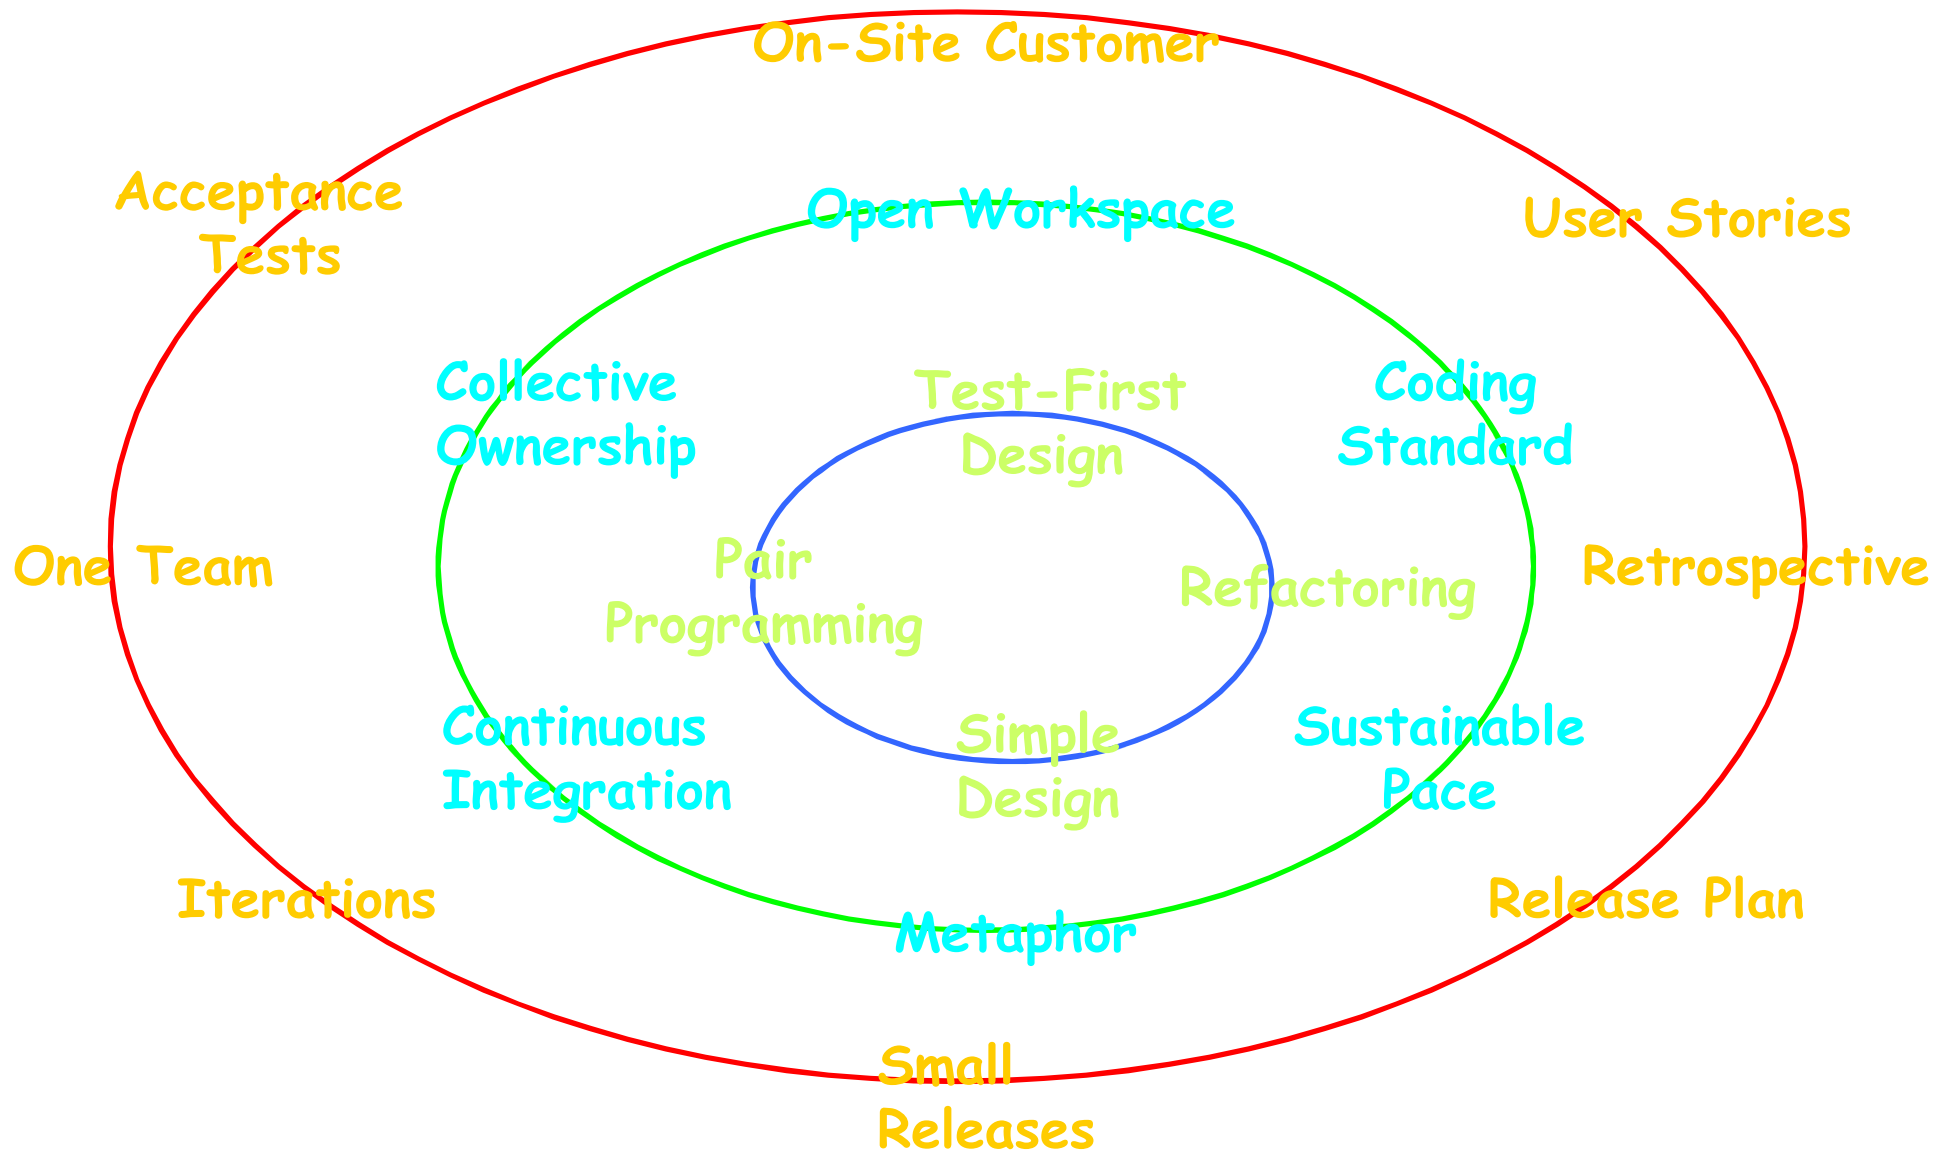 On-Site Customer
Acceptance
Tests
Open Workspace
User Stories
Collective
Ownership
Test-First
Design
Coding
Standard
One Team
Pair
Programming
Refactoring
Retrospective
Continuous
Integration
Simple
Design
Sustainable
Pace
Iterations
Metaphor
Release Plan
Small
Releases